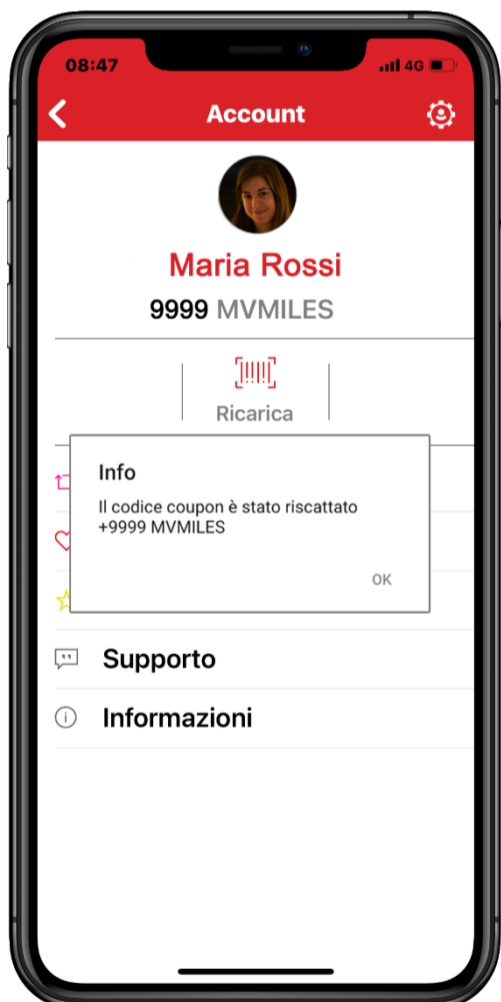 08:47
4G
Account
Maria Rossi
9999 MVMILES
Ricarica
Info
Il codice coupon è stato riscattato
+9999 MVMILES
OK
Supporto
Informazioni